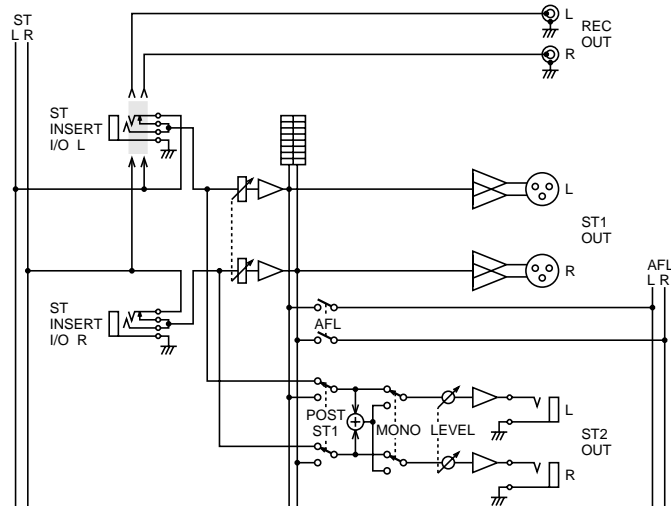 ST
L R
L
REC
OUT
R
ST
INSERT
I/O L
L
ST1
OUT
R
AFL
L R
ST
INSERT
I/O R
AFL
POST
ST1
MONO
LEVEL
L
ST2
OUT
R